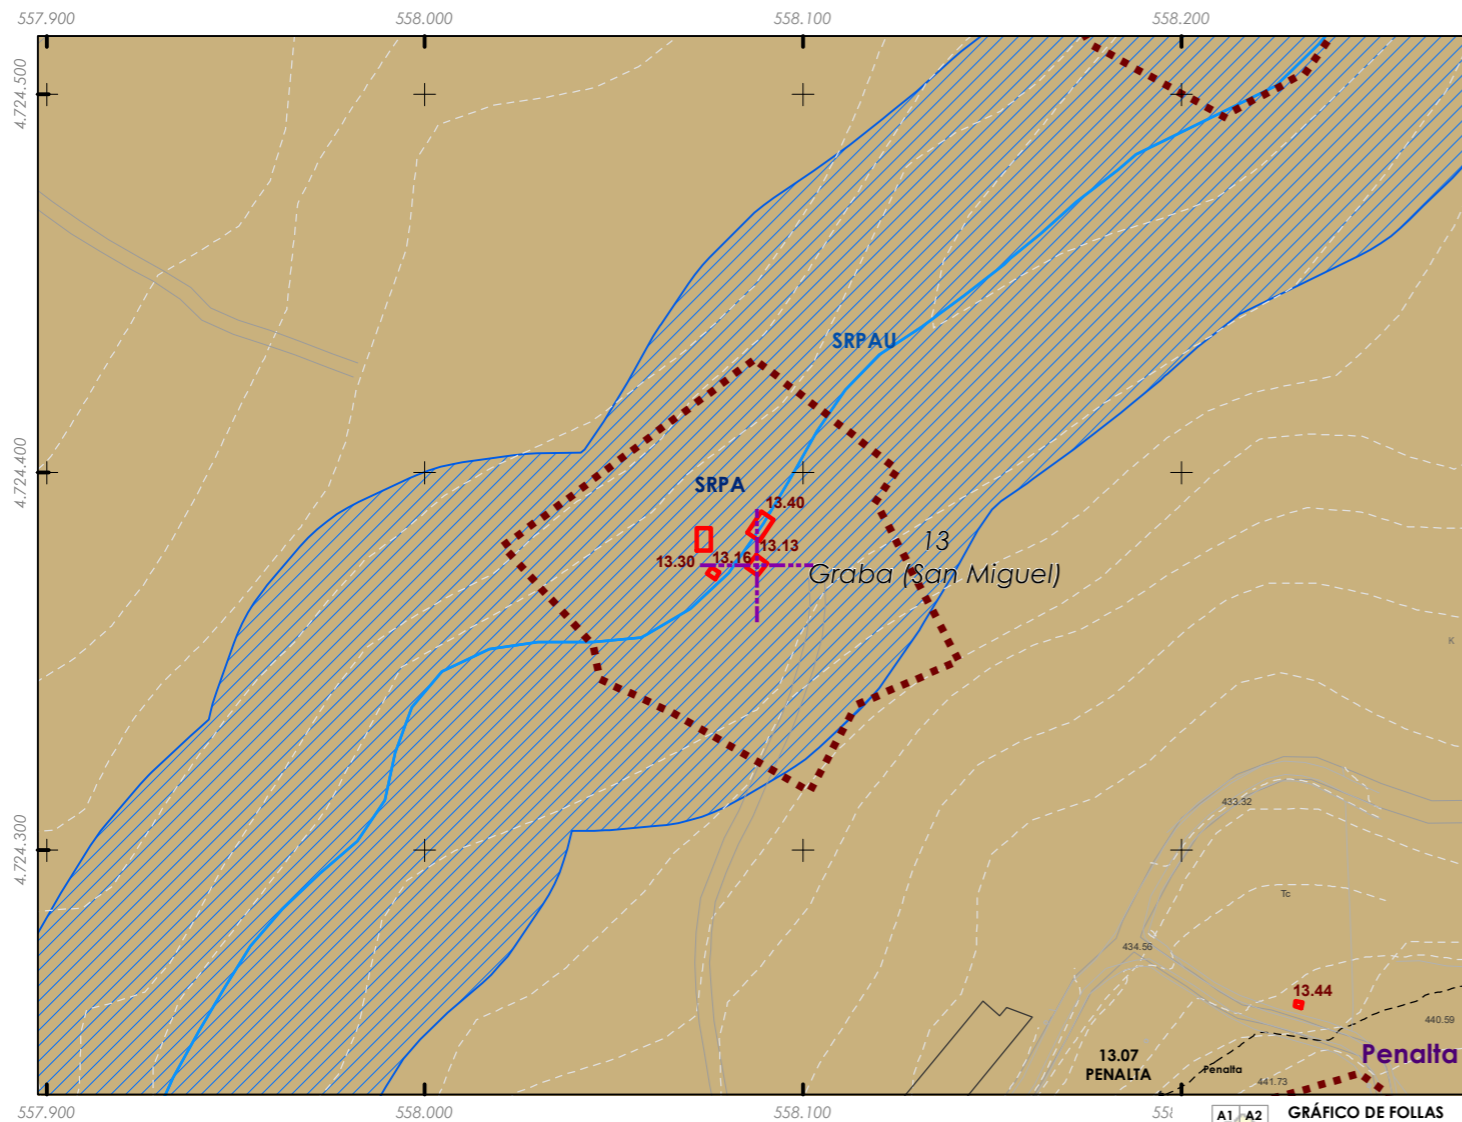 557.900
558.000
558.100
558.200
4.724.500
4.724.400
4.724.300
SRPAU
SRPA
13.40
13.13
13.16
13.30
13
Graba (San Miguel)
K
433.32
Tc
434.56
13.44
440.59
Penalta
13.07
PENALTA
Penalta
441.73
557.900
558.000
558.100
A1 A2 GRÁFICO DE FOLLAS